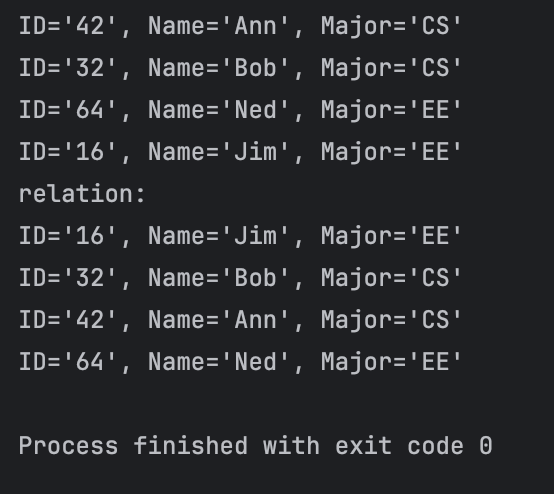 ID='42', Name='Ann', Major='CS'
ID='32', Name='Bob', Major='CS'
ID='64', Name='Ned', Major='EE'
ID='16', Name='Jim', Major='EE'
relation:
ID='16', Name='Jim', Major='EE'
ID='32', Name='Bob', Major='CS'
ID='42', Name='Ann', Major='CS'
ID='64', Name='Ned', Major='EE'
Process finished with exit code 0